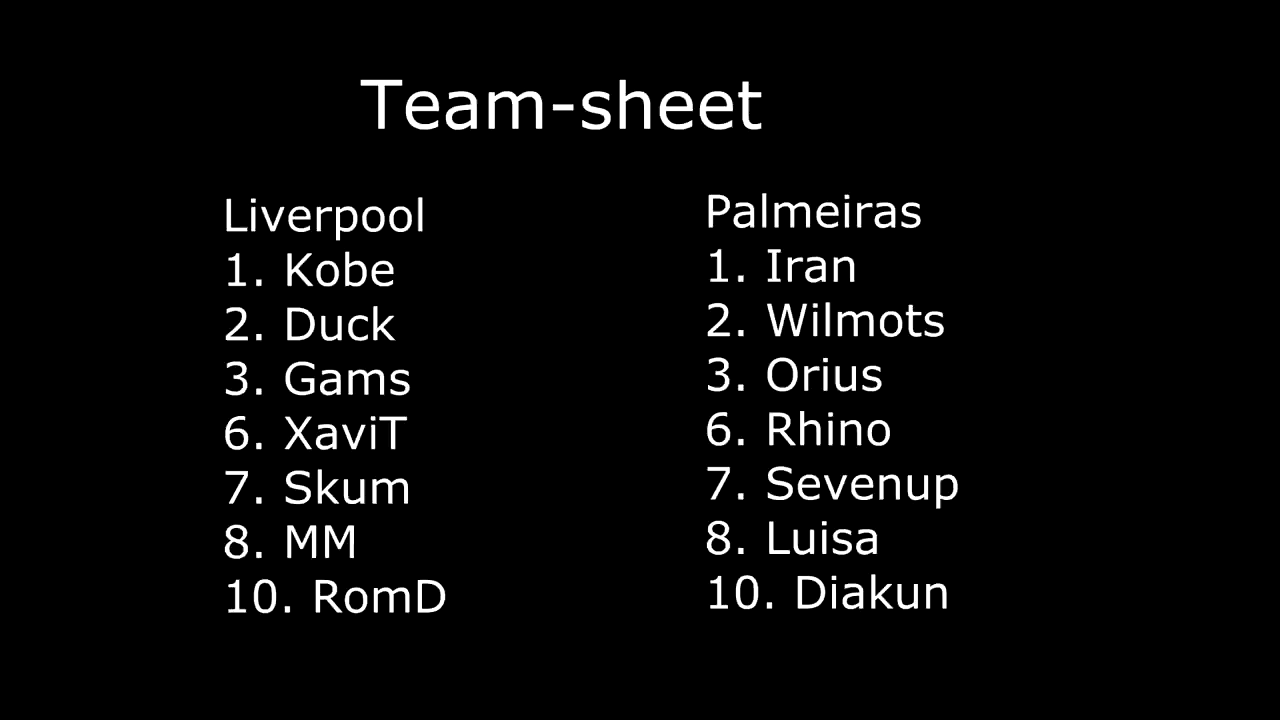 Team-sheet
Liverpool
1. Kobe
2. Duck
3. Gams
6. XaviT
7. Skum
8. MM
10. RomD
Palmeiras
1. Iran
2. Wilmots
3. Orius
6. Rhino
7. Sevenup
8. Luisa
10. Diakun